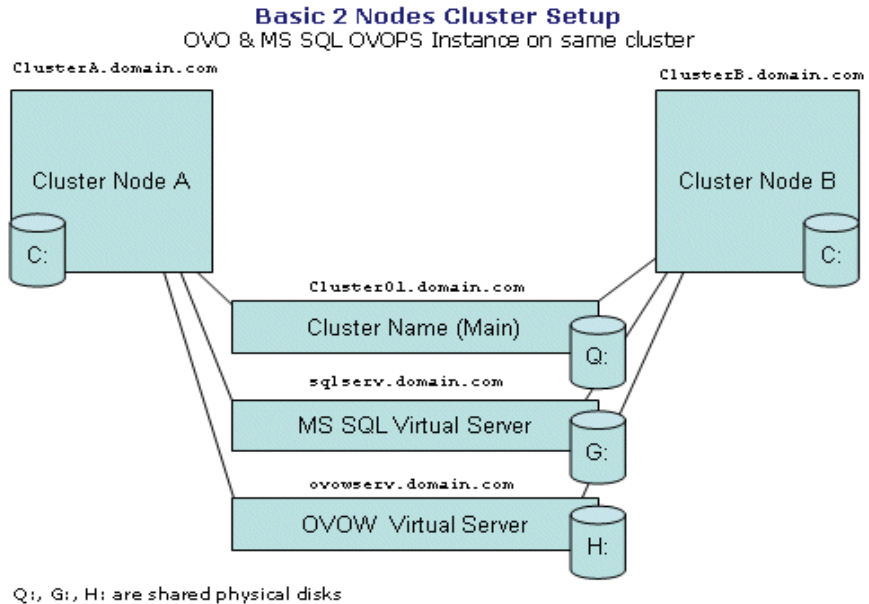 Basic 2 Nodes Cluster Setup
OVO & MS SQL OVOPS Instance on same cluster
ClusterA.domain.com
ClusterB.domain.com
Cluster Node A
Cluster Node B
C:
C:
Cluster01.domain.com
Cluster Name (Main)
Q:
sqlserv.domain.com
MS SQL Virtual Server
G:
ovowserv.domain.com
OVOW Virtual Server
H:
Q:, G:, H: are shared physical disks